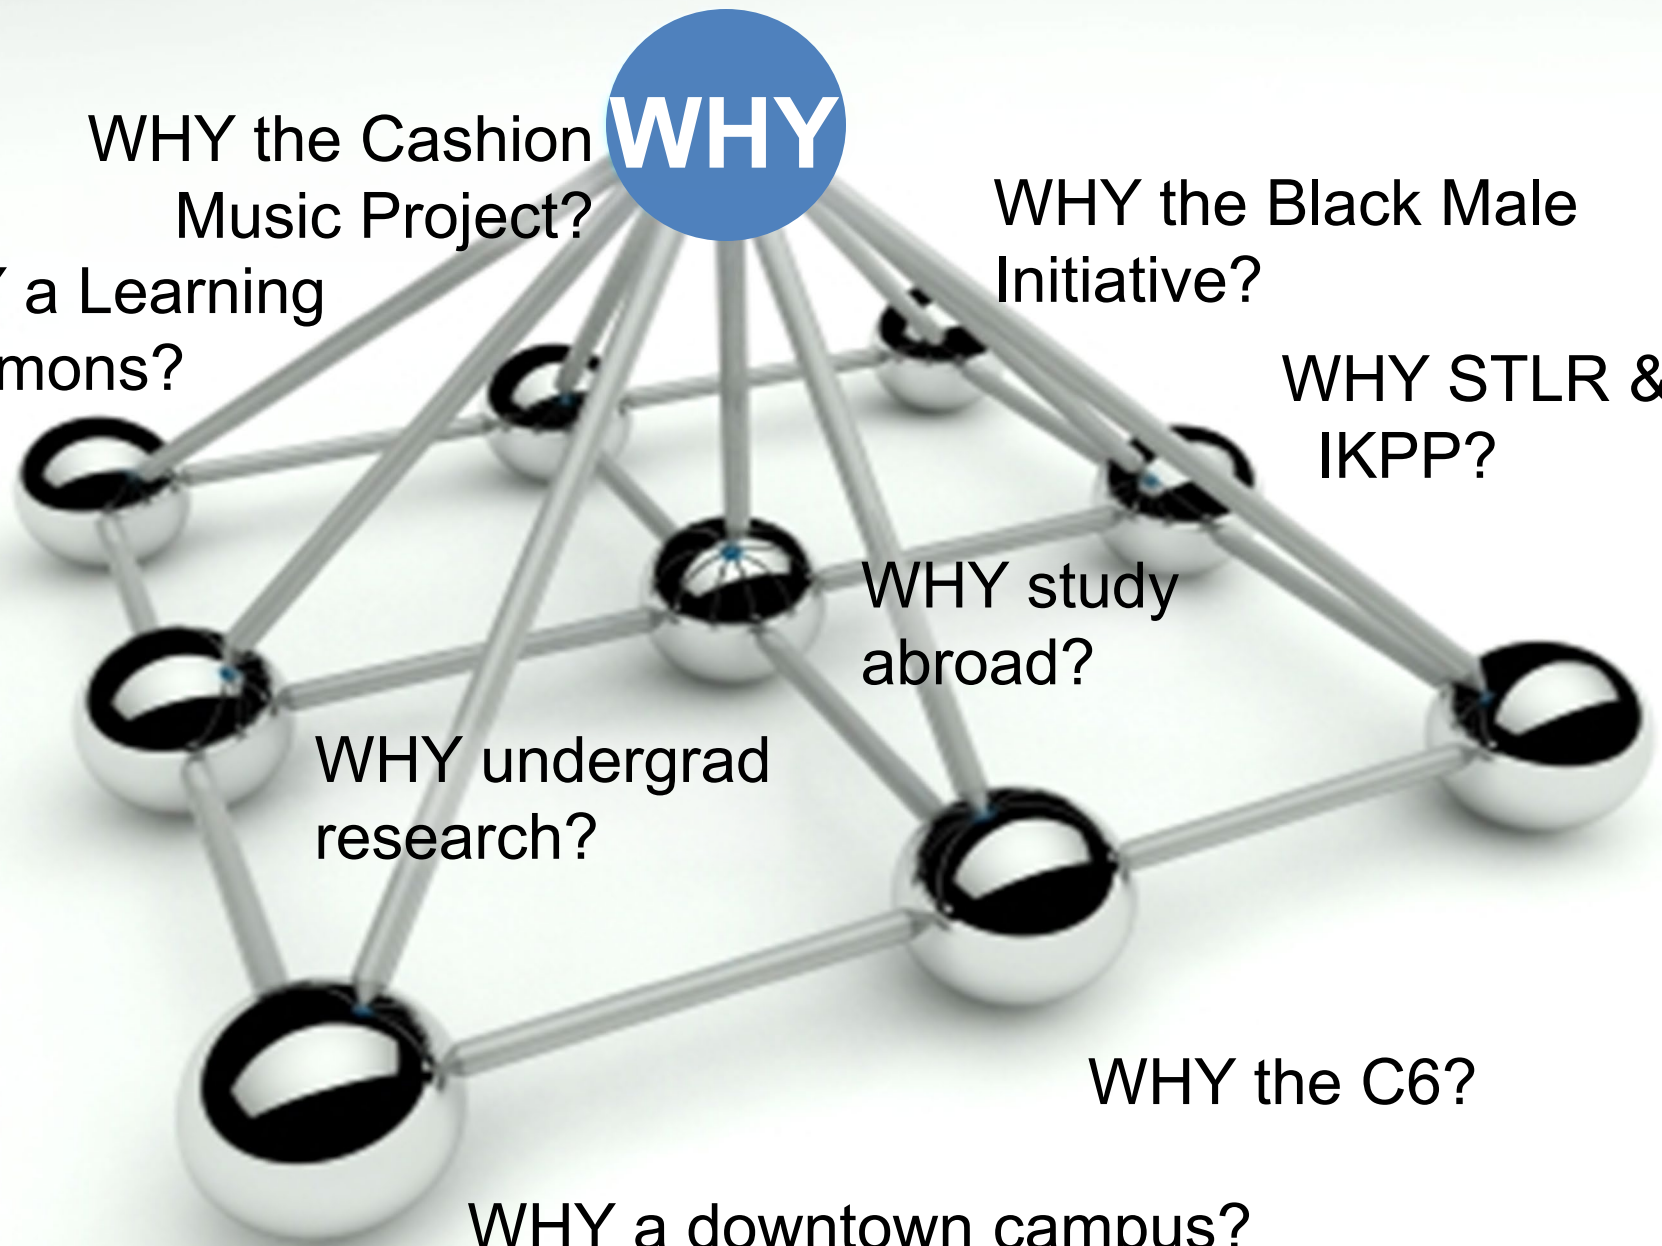 WHY
WHY the Cashion
Music Project?
WHY the Black Male
Initiative?
Y a Learning
mons?
WHY STLR &
IKPP?
WHY study
abroad?
WHY undergrad
research?
WHY the C6?
WHY a downtown campus?